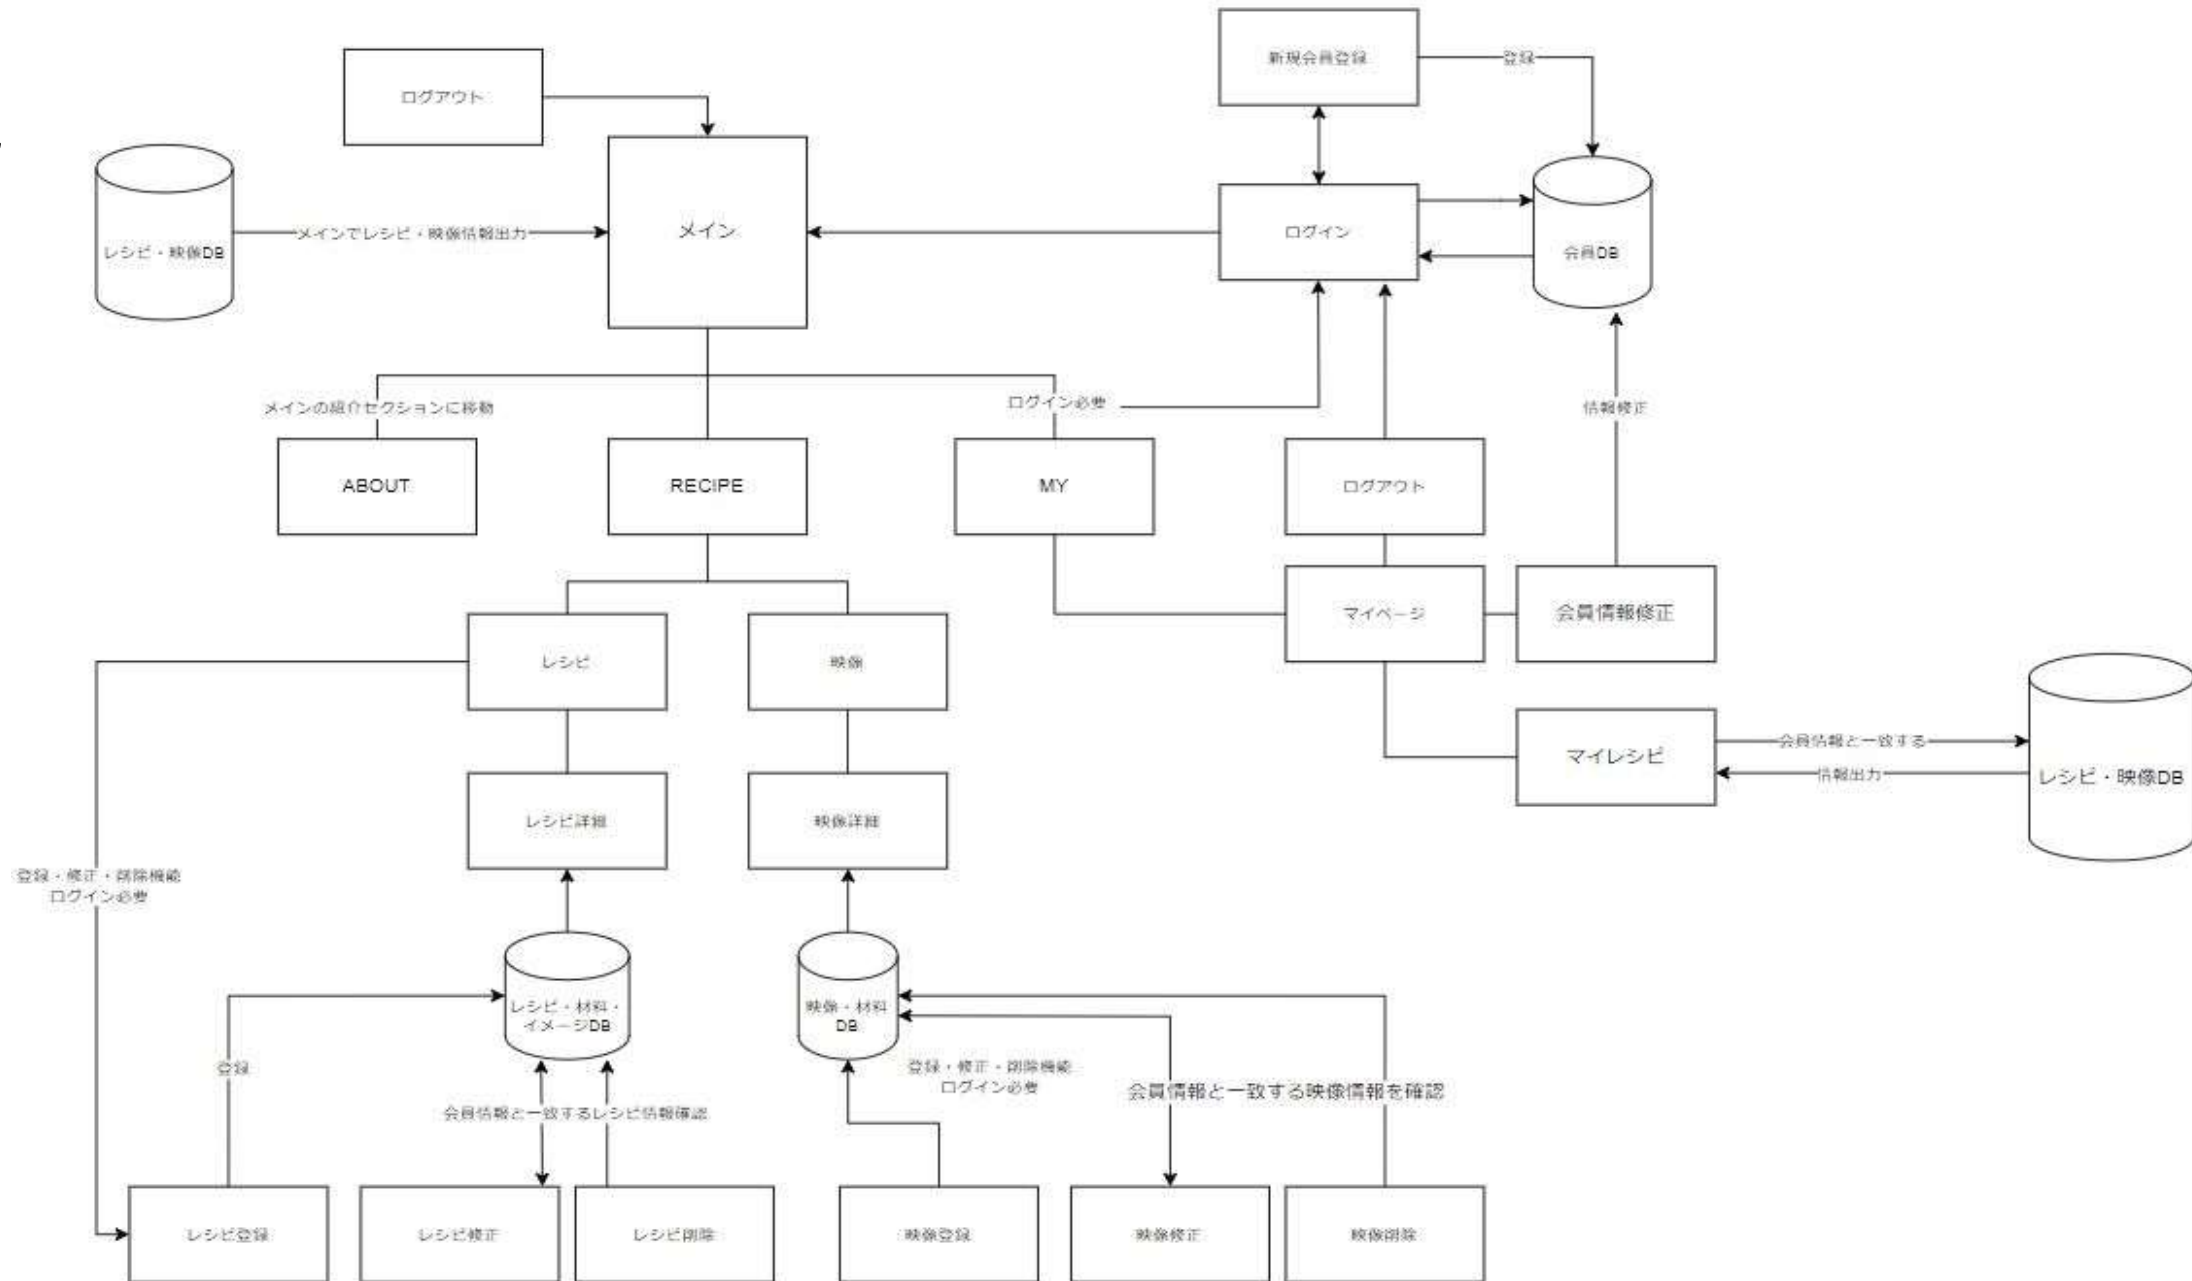 新規会員登録
登録
ログアウト
メイン
ログイン
会員DB
レシピ・映像DB
メインでレシピ・映像情報出力
メインの紹介セクションに移動
ログイン必要
情報修正
ABOUT
RECIPE
MY
ログアウト
マイページ
会員情報修正
レシピ
映像
マイレシピ
会員情報と一致する
情報出力
レシピ・映像DB
レシピ詳細
映像詳細
登録・修正・削除機能
ログイン必要
レシピ・材料・
イメージDB
映像・材料
DB
登録
登録・修正・削除機能
ログイン必要
会員情報と一致する映像情報を確認
会員情報と一致するレシピ情報確認
レシピ登録
レシピ修正
レシピ削除
映像登録
映像修正
映像削除